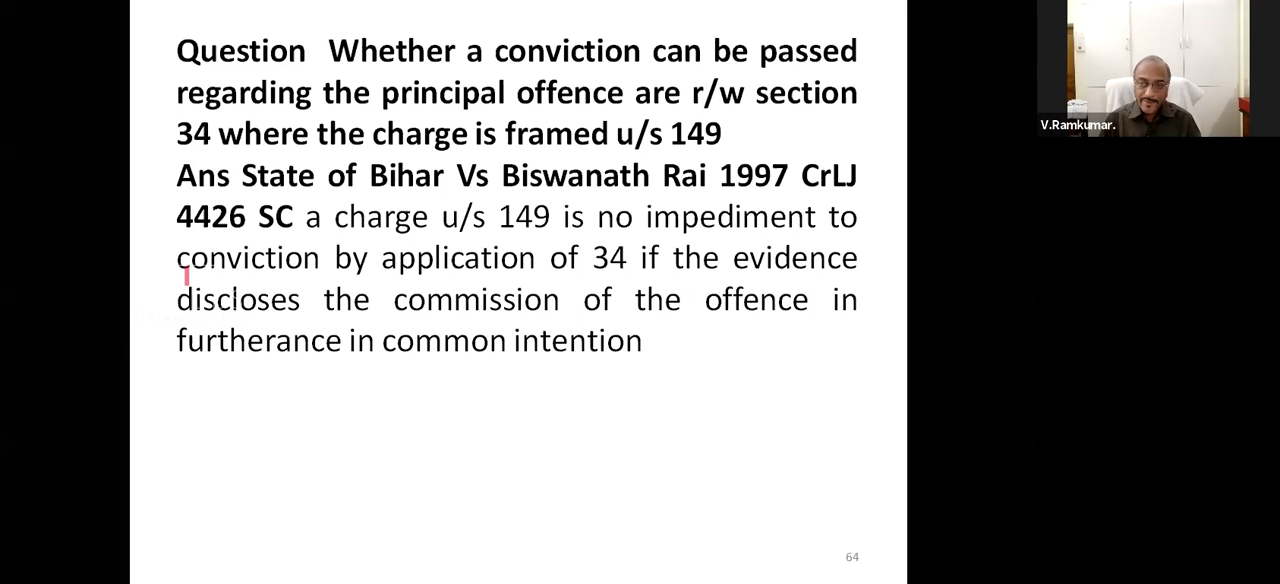 Question Whether a conviction can be passed
regarding the principal offence are r/w section
34 where the charge is framed u/s 149
Ans State of Bihar Vs Biswanath Rai 1997 CrLJ
4426 SC a charge u/s 149 is no impediment to
conviction by application of 34 if the evidence
discloses the commission of the offence in
furtherance in common intention
64
V.Ramkumar.